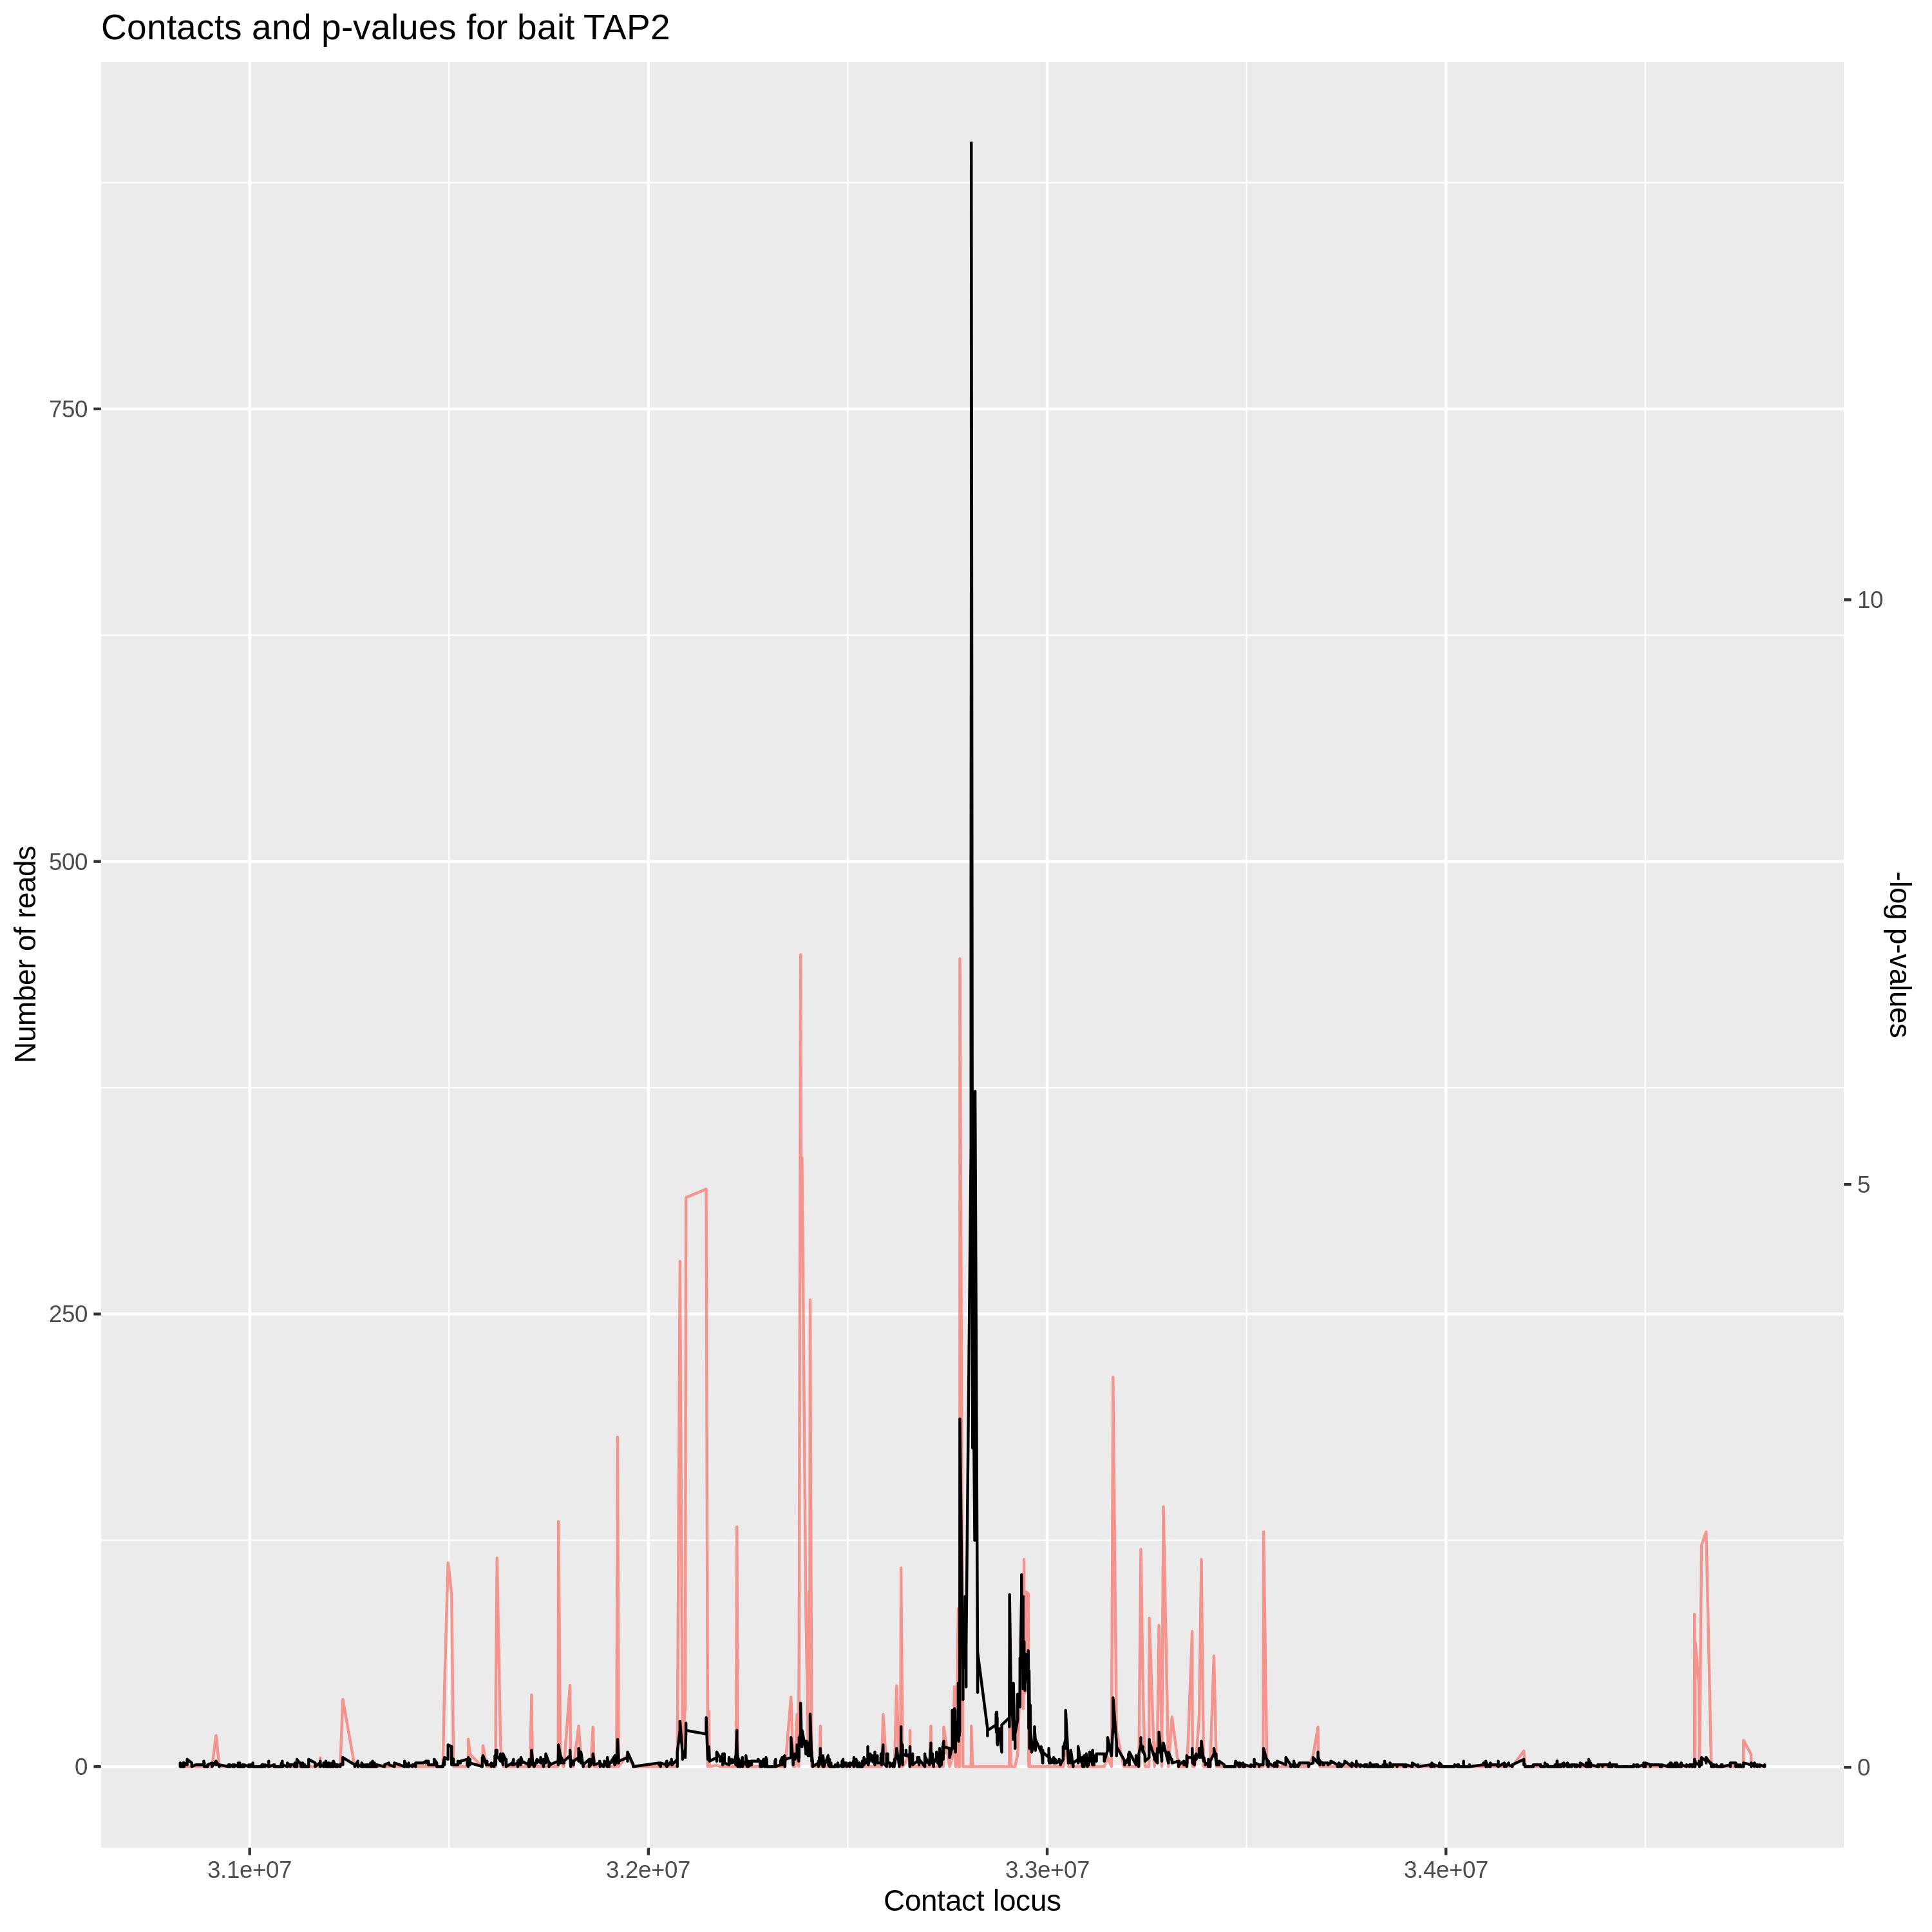 Contacts and p-values for bait TAP2
750
500
250
0
10
5
0
Number of reads
-log p-values
3.1e+07 3.2e+07 3.3e+07 3.4e+07
Contact locus